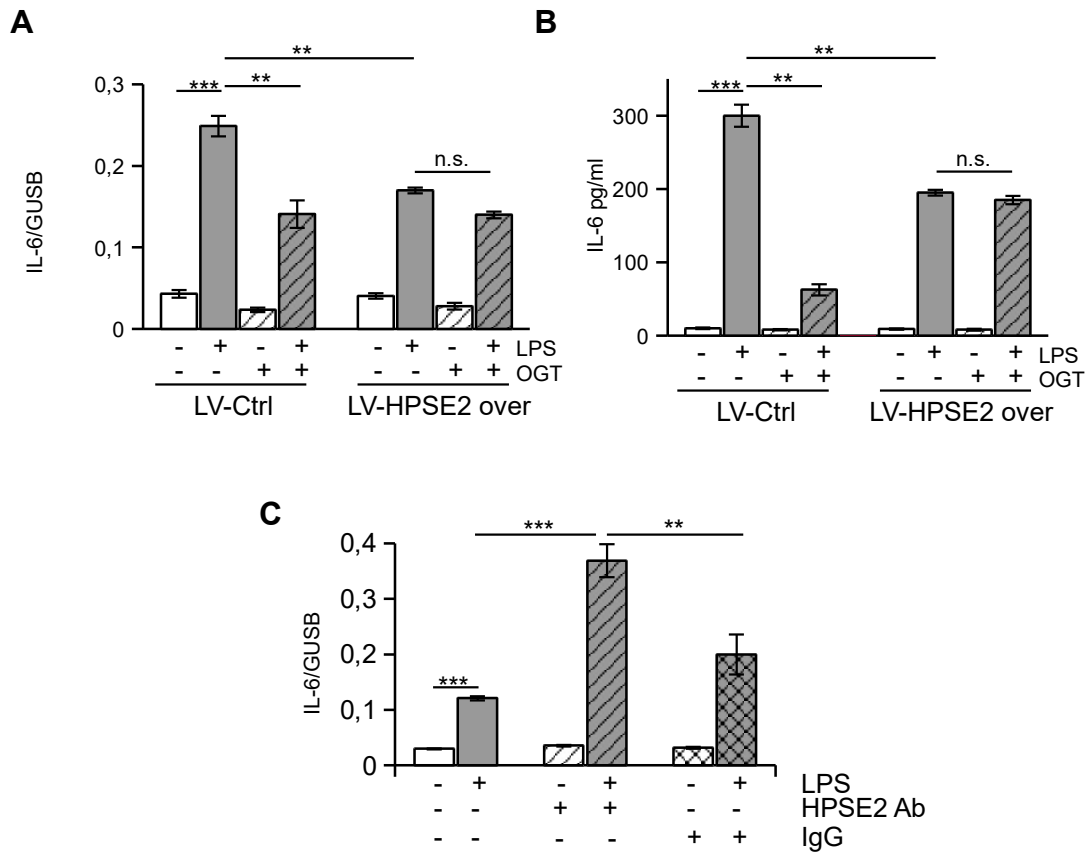 A
**
*** **
n.s.
IL-6/GUSB
0,3
0,2
0,1
0
- + - + - + - + LPS
- - + + - - + + OGT
LV-Ctrl LV-HPSE2 over
B
**
*** **
n.s.
IL-6 pg/ml
300
200
100
0
- + - + - + - + LPS
- - + + - - + + OGT
LV-Ctrl LV-HPSE2 over
C
*** **
***
IL-6/GUSB
0,4
0,3
0,2
0,1
0
- + - + - + LPS
- - + + - - HPSE2 Ab
- - - - + + IgG